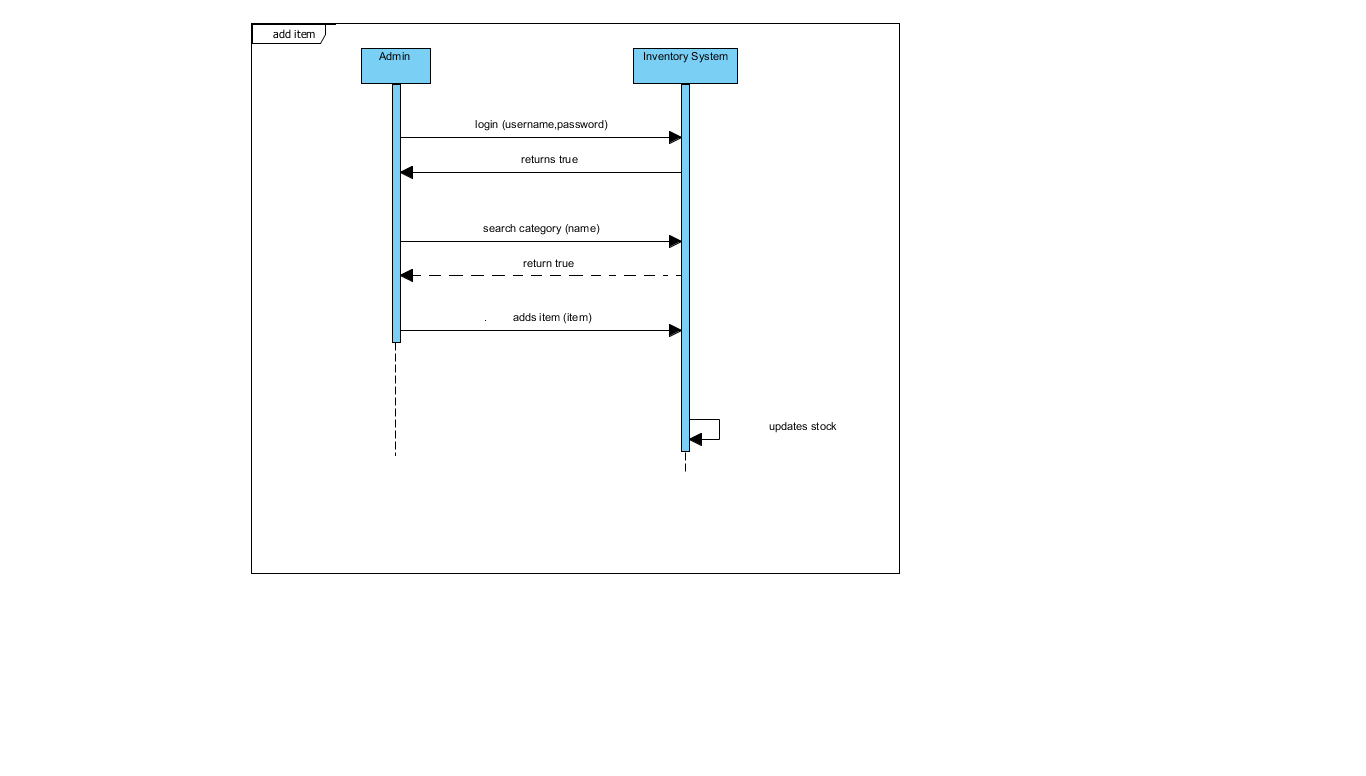 add item
Admin
Inventory System
login (username,password)
returns true
search category (name)
return true
. adds item (item)
updates stock